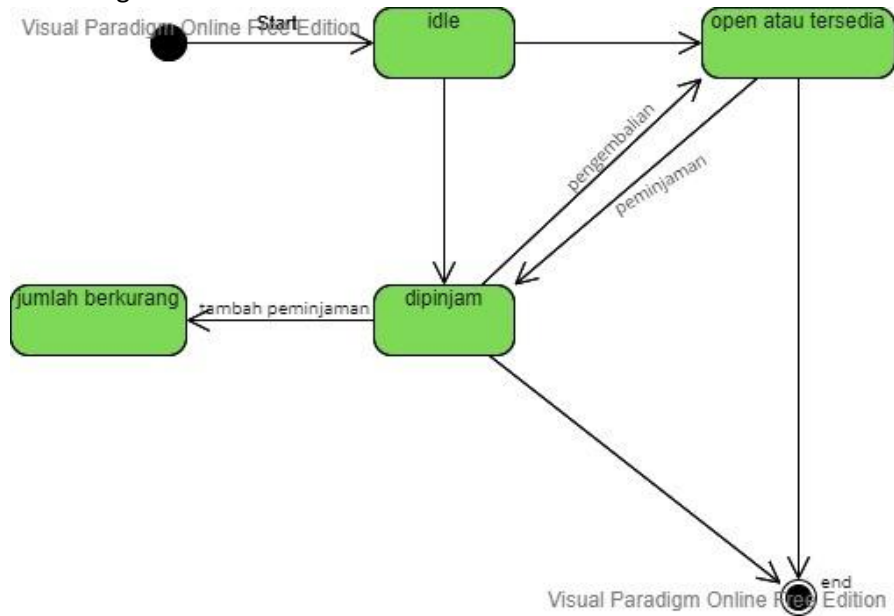 Visual Paradigm Online Free Edition
Start
idle
open atau tersedia
pengembalian
peminjaman
jumlah berkurang
tambah peminjaman
dipinjam
end
Visual Paradigm Online Free Edition